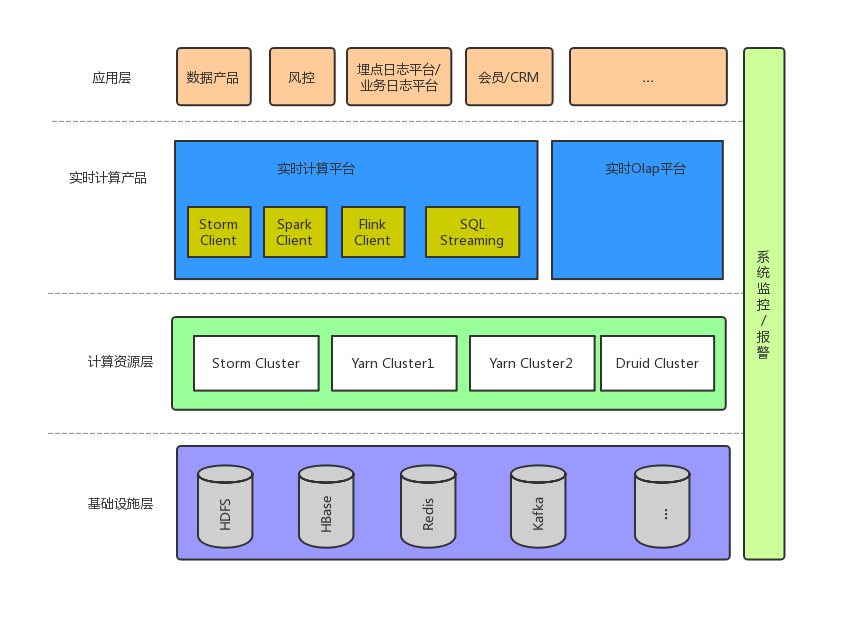 应用层
数据产品
风控
埋点日志平台/
业务日志平台
会员/CRM
...
实时计算产品
实时计算平台
Storm
Client
Spark
Client
Flink
Client
SQL
Streaming
实时Olap平台
计算资源层
Storm Cluster
Yarn Cluster1
Yarn Cluster2
Druid Cluster
基础设施层
HDFS
HBase
Redis
Kafka
...
系统监控/报警